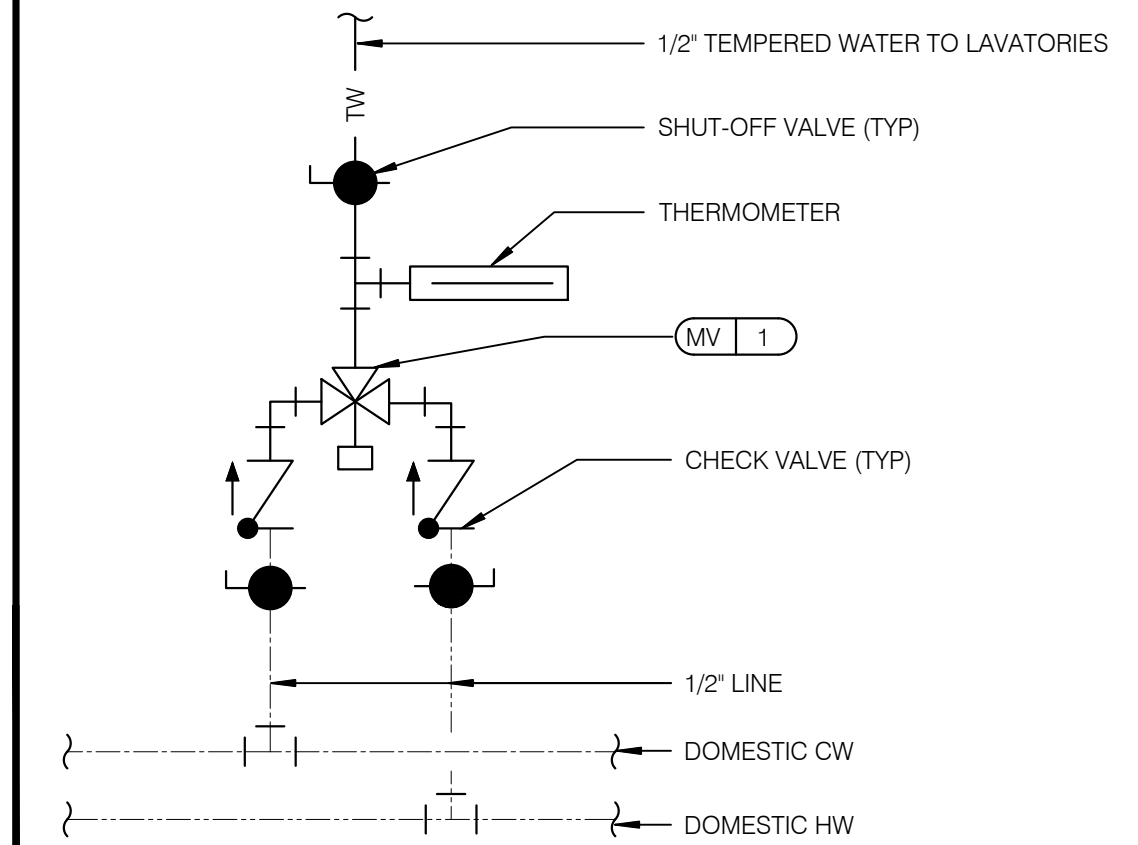 1/2" TEMPERED WATER TO LAVATORIES
TW
SHUT-OFF VALVE (TYP)
THERMOMETER
MV 1
CHECK VALVE (TYP)
1/2" LINE
DOMESTIC CW
DOMESTIC HW